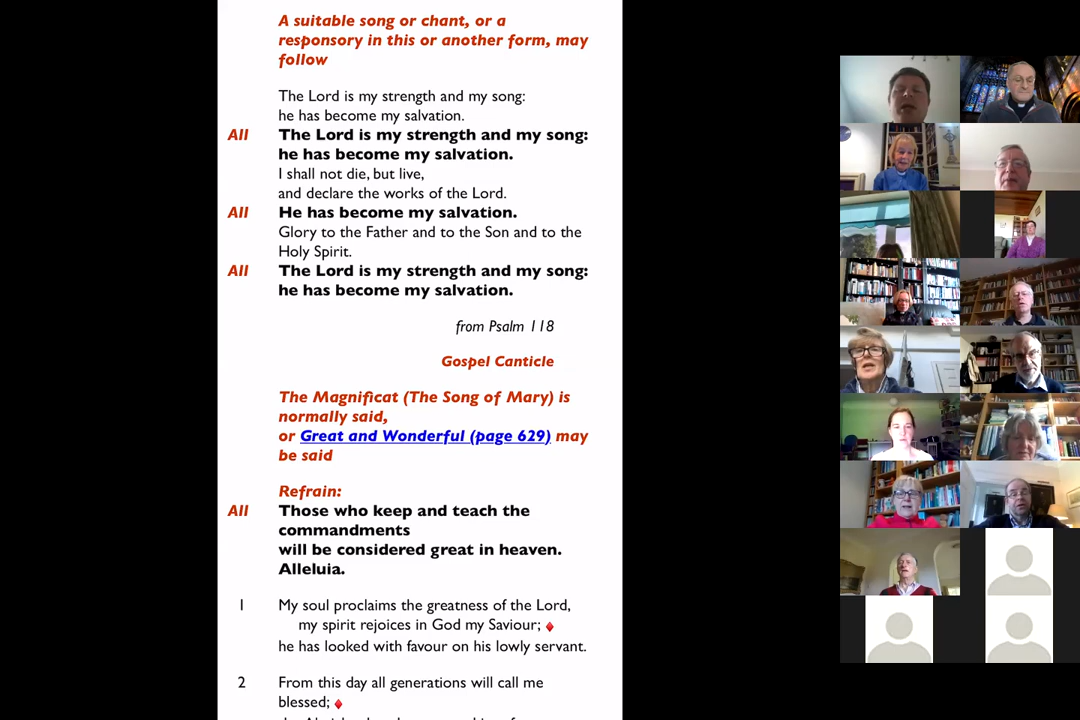 A suitable song or chant, or a
responsory in this or another form, may
follow
The Lord is my strength and my song:
he has become my salvation.
All The Lord is my strength and my song:
he has become my salvation.
I shall not die, but live,
and declare the works of the Lord.
All He has become my salvation.
Glory to the Father and to the Son and to the
Holy Spirit.
All The Lord is my strength and my song:
he has become my salvation.
from Psalm 118
Gospel Canticle
The Magnificat (The Song of Mary) is
normally said,
or Great and Wonderful (page 629) may
be said
Refrain:
All Those who keep and teach the
commandments
will be considered great in heaven.
Alleluia.
1 My soul proclaims the greatness of the Lord,
my spirit rejoices in God my Saviour; ♦
he has looked with favour on his lowly servant.
2 From this day all generations will call me
blessed; ♦